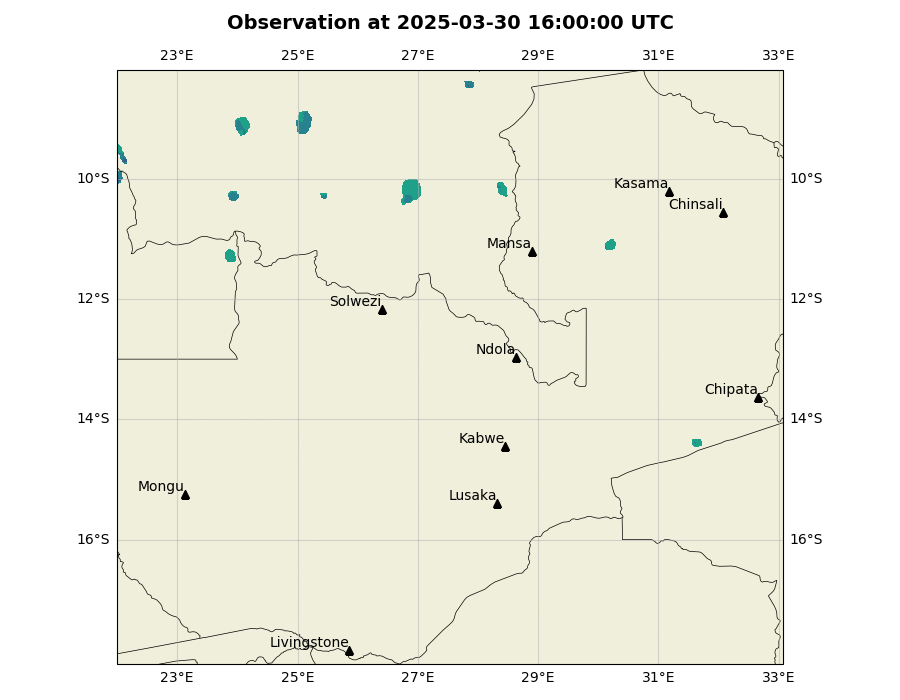 Observation at 2025-03-30 16:00:00 UTC
23°E 25°E 27°E 29°E 31°E 33°E
10°S 10°S
Kasama
Chinsali
Mansa
12°S 12°S
Solwezi
Ndola
Chipata
14°S 14°S
Kabwe
Mongu
Lusaka
16°S 16°S
Livingstone
23°E 25°E 27°E 29°E 31°E 33°E